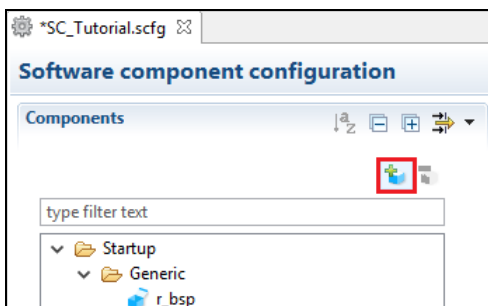 *SC_Tutorial.scfg
Software component configuration
Components
type filter text
Startup
Generic
r_bsp